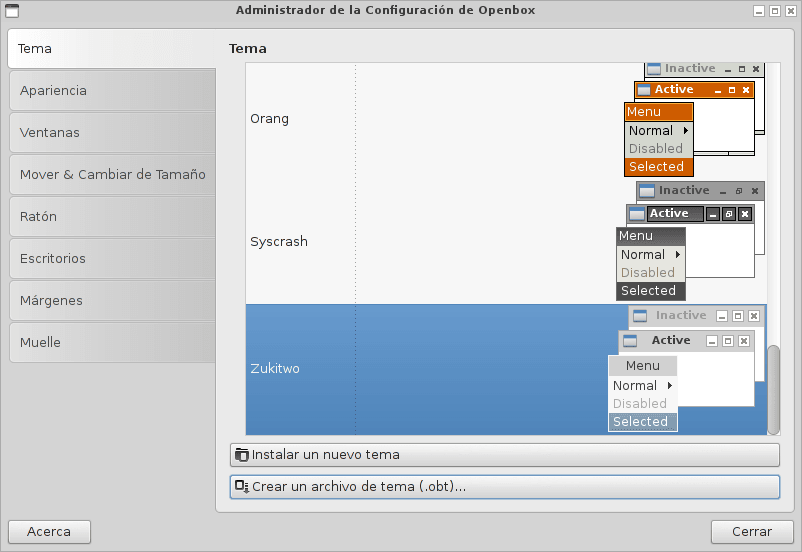 Administrador de la Configuración de Openbox
Tema
Apariencia
Ventanas
Mover & Cambiar de Tamaño
Ratón
Escritorios
Márgenes
Muelle
Tema
Inactive
Active
Orang
Menu
Normal
Disabled
Selected
Inactive
Active
Syscrash
Menu
Normal
Disabled
Selected
Inactive
Active
Zukitwo
Menu
Normal
Disabled
Selected
Instalar un nuevo tema
Crear un archivo de tema (.obt)...
Acerca
Cerrar